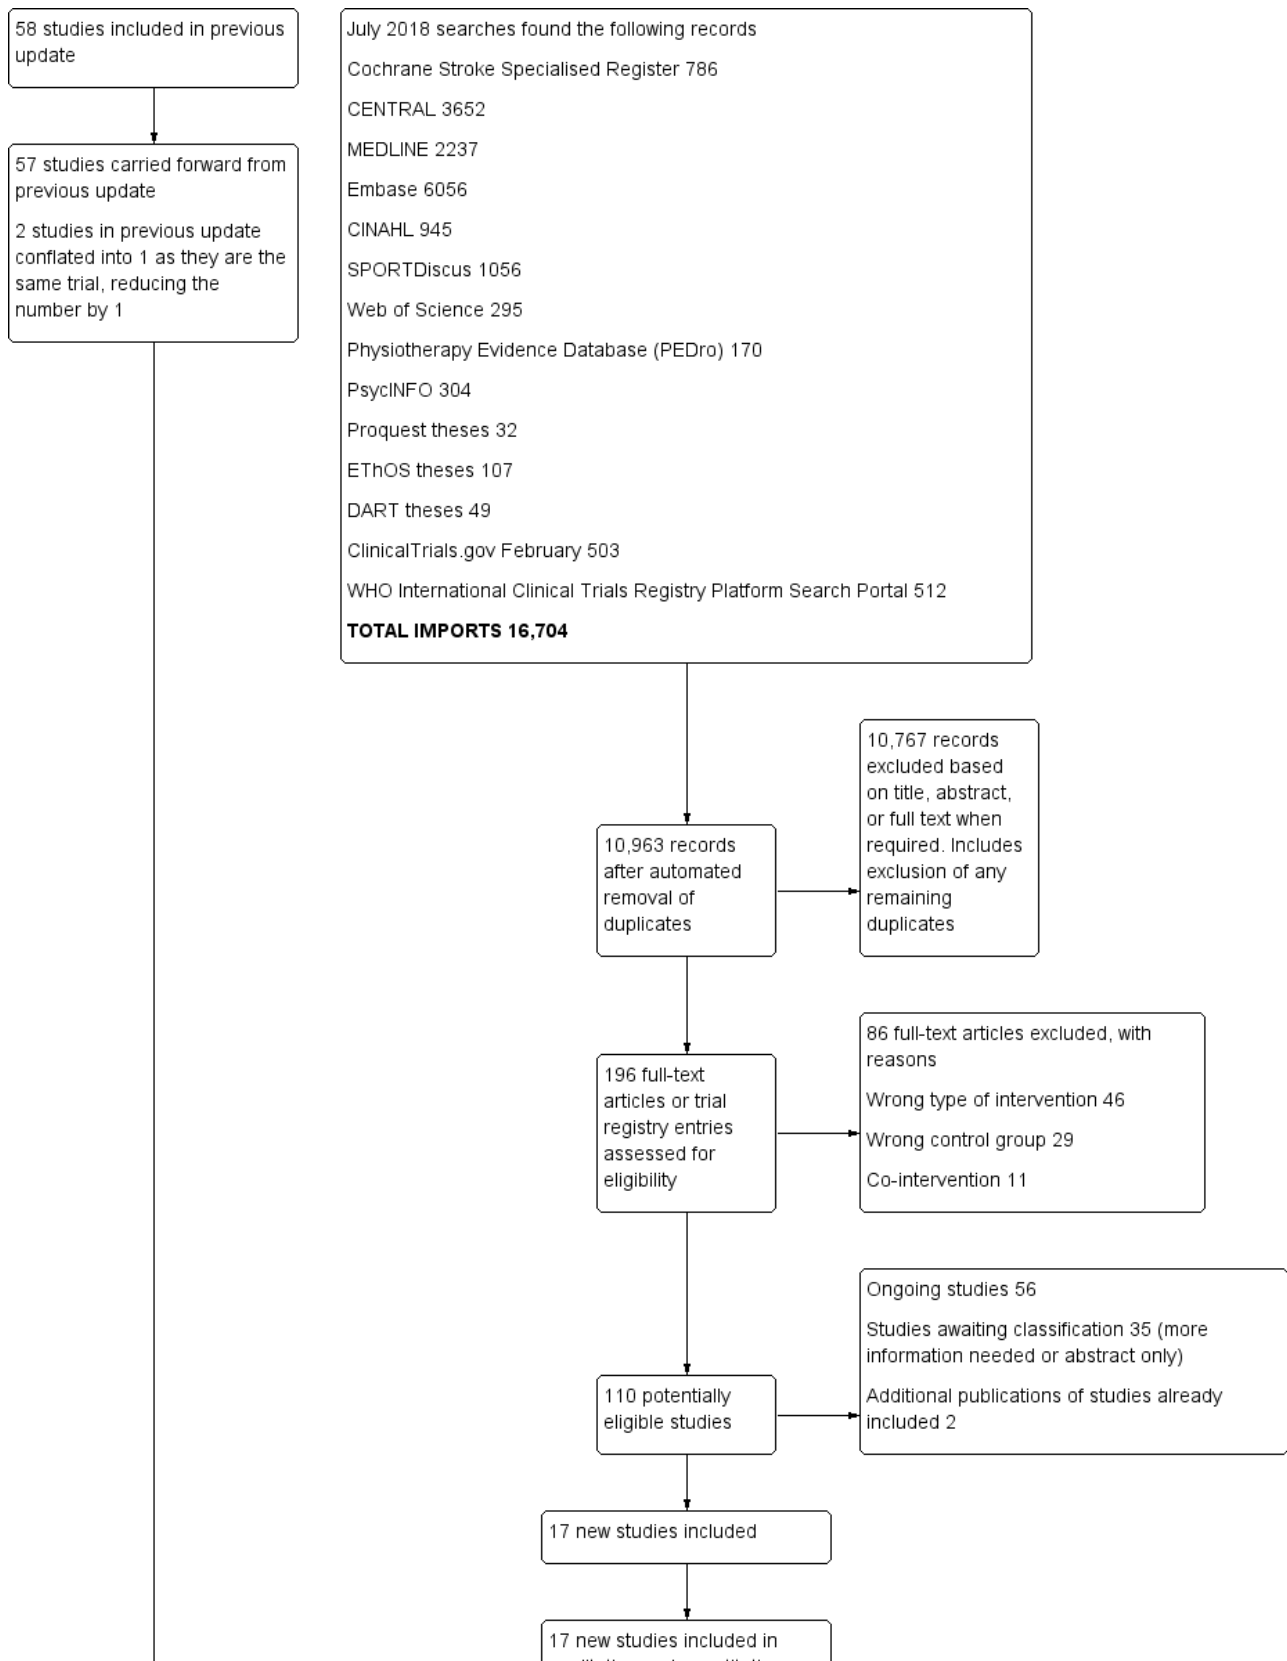 58 studies included in previous
update
57 studies carried forward from
previous update
2 studies in previous update
conflated into 1 as they are the
same trial, reducing the
number by 1
July 2018 searches found the following records
Cochrane Stroke Specialised Register 786
CENTRAL 3652
MEDLINE 2237
Embase 6056
CINAHL 945
SPORTDiscus 1056
Web of Science 295
Physiotherapy Evidence Database (PEDro) 170
PsycINFO 304
Proquest theses 32
EThOS theses 107
DART theses 49
ClinicalTrials.gov February 503
WHO International Clinical Trials Registry Platform Search Portal 512
TOTAL IMPORTS 16,704
10,963 records
after automated
removal of
duplicates
10,767 records
excluded based
on title, abstract,
or full text when
required. Includes
exclusion of any
remaining
duplicates
196 full-text
articles or trial
registry entries
assessed for
eligibility
86 full-text articles excluded, with
reasons
Wrong type of intervention 46
Wrong control group 29
Co-intervention 11
110 potentially
eligible studies
Ongoing studies 56
Studies awaiting classification 35 (more
information needed or abstract only)
Additional publications of studies already
included 2
17 new studies included
17 new studies included in